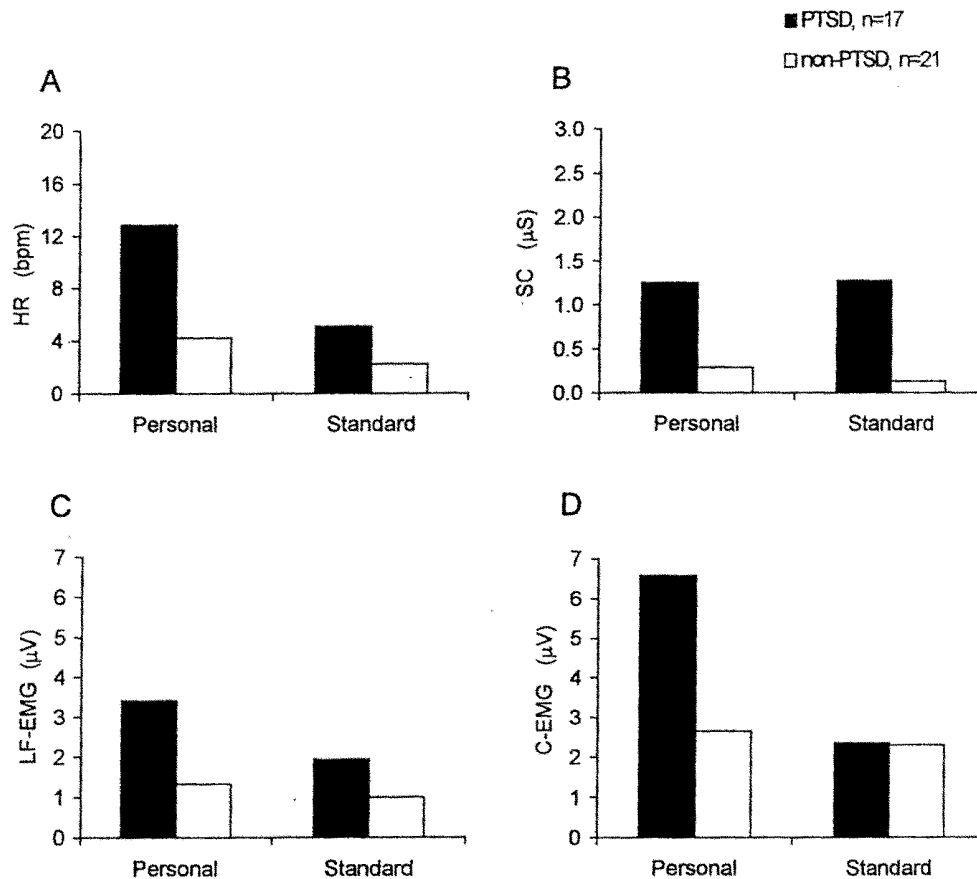 PTSD, n=17
non-PTSD, n=21
A
20
16
12
8
4
0
HR (bpm)
Personal Standard
B
3.0
2.5
2.0
1.5
1.0
0.5
0.0
SC (µS)
Personal Standard
C
7
6
5
4
3
2
1
0
LF-EMG (µV)
Personal Standard
D
7
6
5
4
3
2
1
0
C-EMG (µV)
Personal Standard